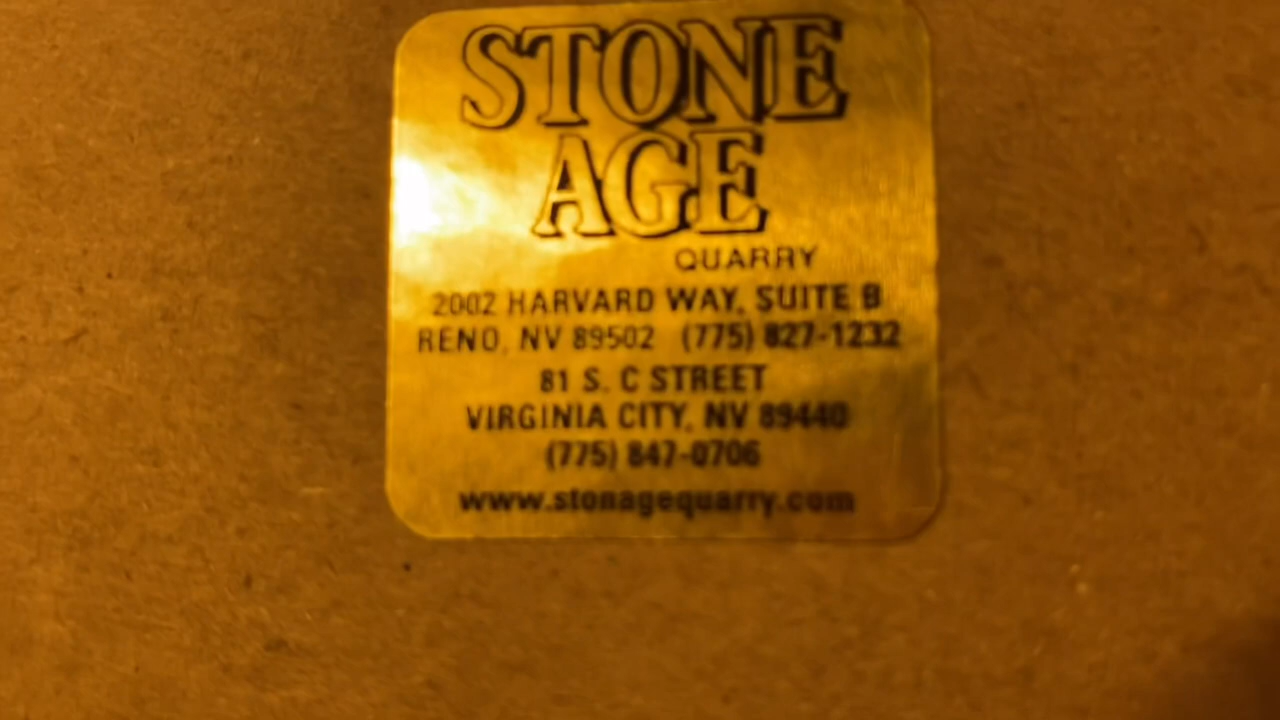 STONE
AGE
QUARRY
2002 HARVARD WAY, SUITE B
RENO, NV 89502 (775) 827-1232
81 S. C STREET
VIRGINIA CITY, NV 89440
(775) 847-0706
www.stonagequarry.com